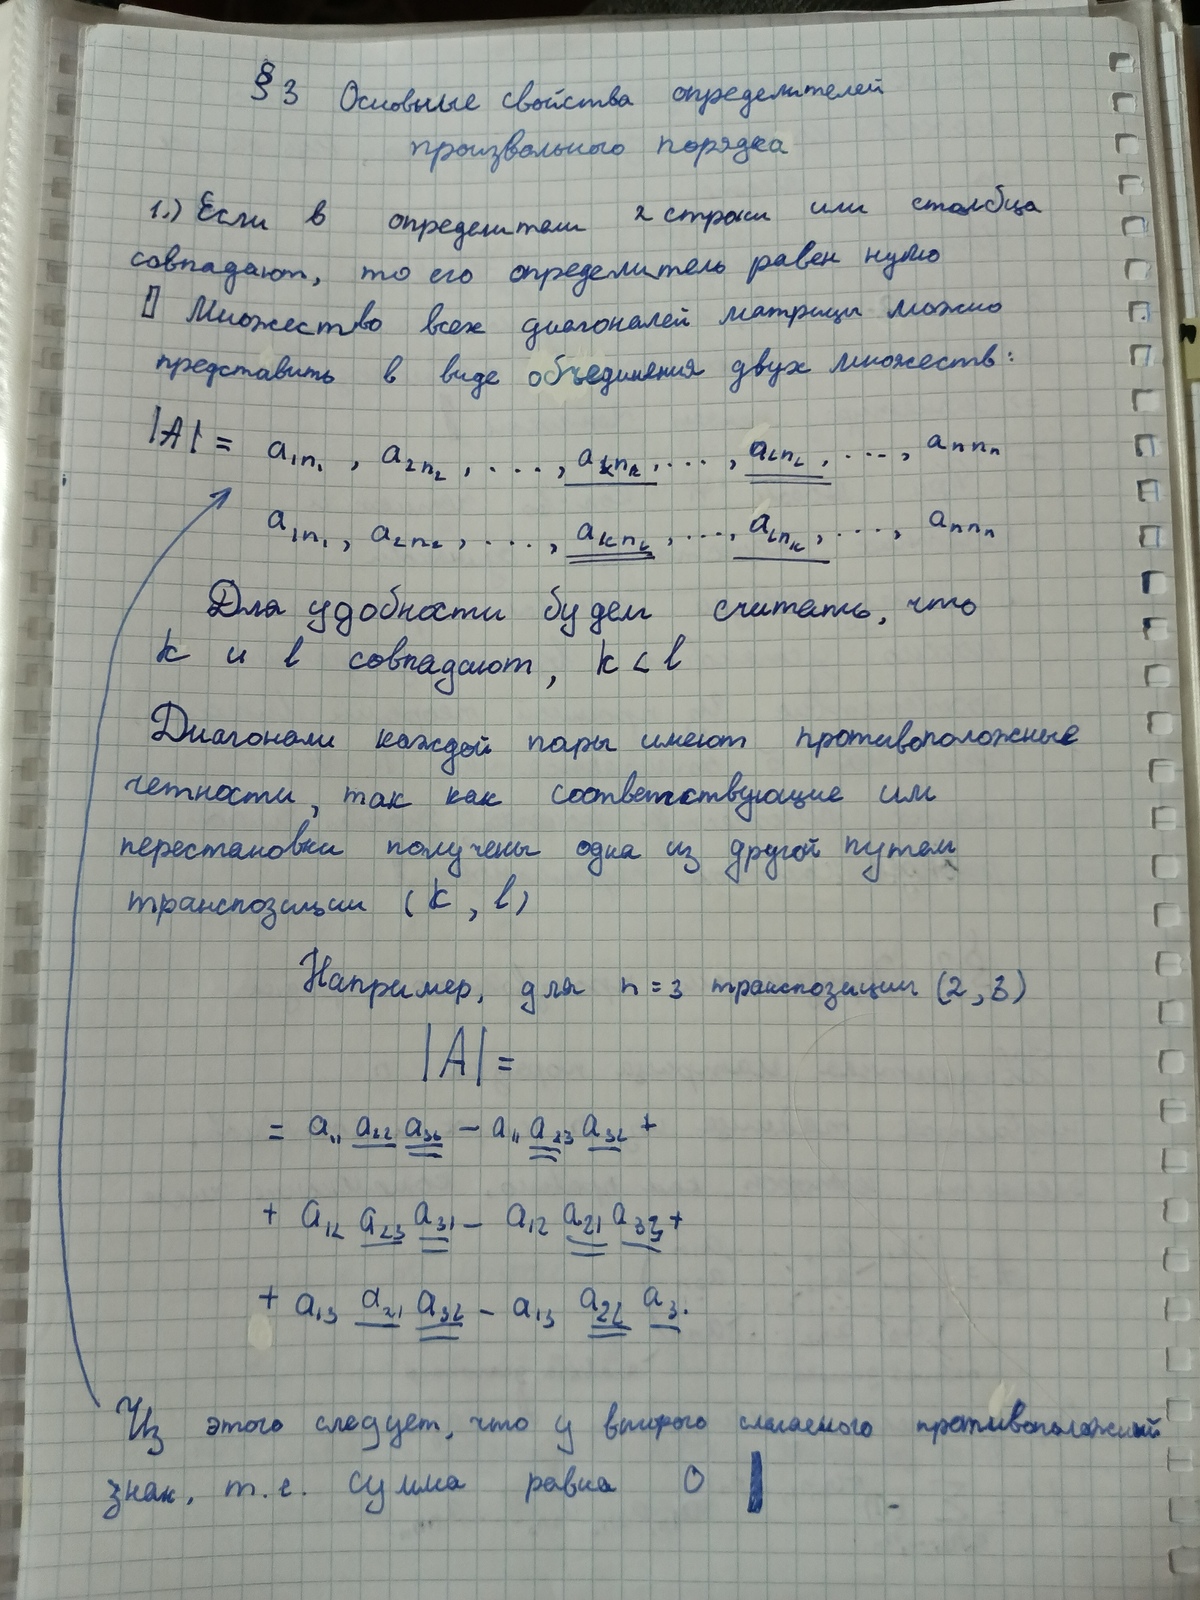 §3 Основные свойства определителей
произвольного порядка
1.) Если в определители 2 строки или столбца
совпадают, то его определитель равен нулю
▯ Множество всех диагоналей матрицы можно
представить в виде объединения двух множеств:
|A| = a₁ₙ₁, a₂ₙ₂, ..., aₖₙₖ, ..., aₗₙₗ, ..., aₙₙₙ
a₁ₙ₁, a₂ₙ₂, ..., aₖₙₗ, ..., aₗₙₖ, ..., aₙₙₙ
Для удобности будем считать, что
k и l совпадают, k < l
Диагонали каждой пары имеют противоположные
четности, так как соответствующие им
перестановки получены одна из другой путем
транспозиции (k, l)
Например, для n = 3 транспозиции (2, 3)
|A| =
= a₁₁ a₂₂ a₃₃ - a₁₁ a₂₃ a₃₂ +
+ a₁₂ a₂₃ a₃₁ - a₁₂ a₂₁ a₃₃ +
+ a₁₃ a₂₁ a₃₂ - a₁₃ a₂₂ a₃.
Из этого следует, что у второго слагаемого противоположный
знак, т.е. сумма равна 0 ▮